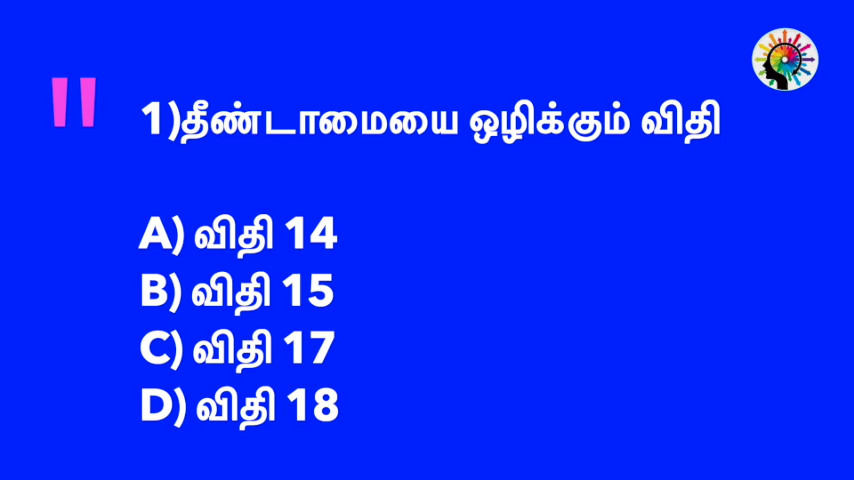 "
1)தீண்டாமையை ஒழிக்கும் விதி
A) விதி 14
B) விதி 15
C) விதி 17
D) விதி 18